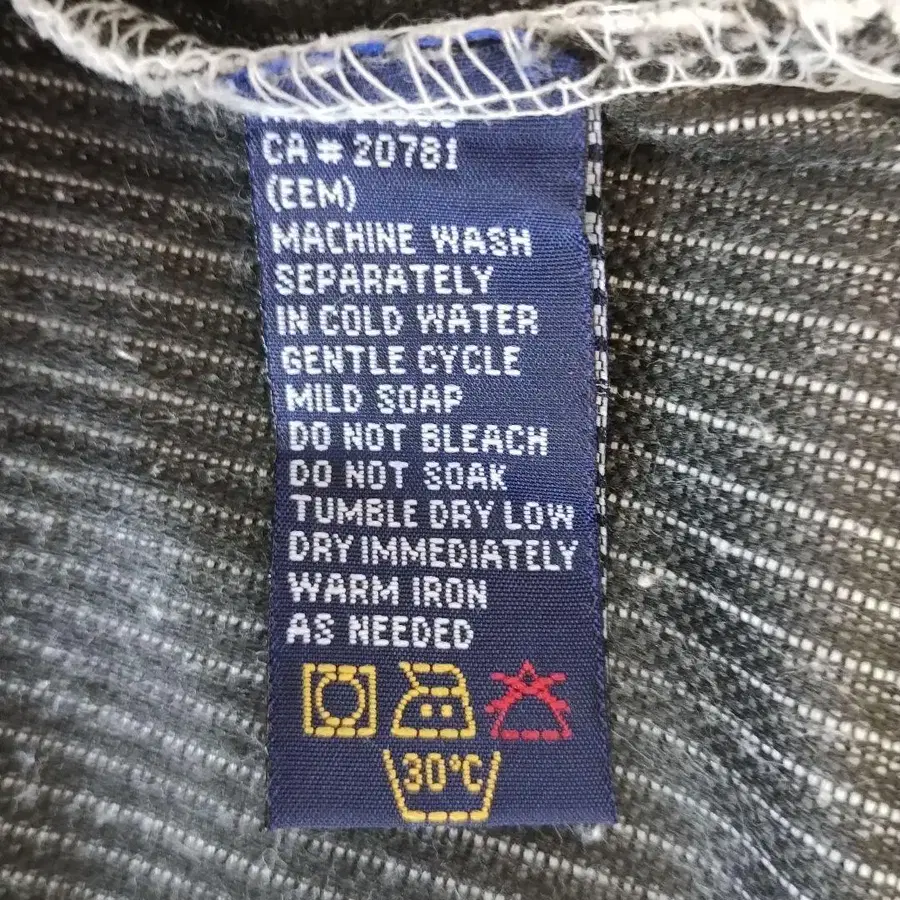 CA # 20781
(EEM)
MACHINE WASH
SEPARATELY
IN COLD WATER
GENTLE CYCLE
MILD SOAP
DO NOT BLEACH
DO NOT SOAK
TUMBLE DRY LOW
DRY IMMEDIATELY
WARM IRON
AS NEEDED
30°C